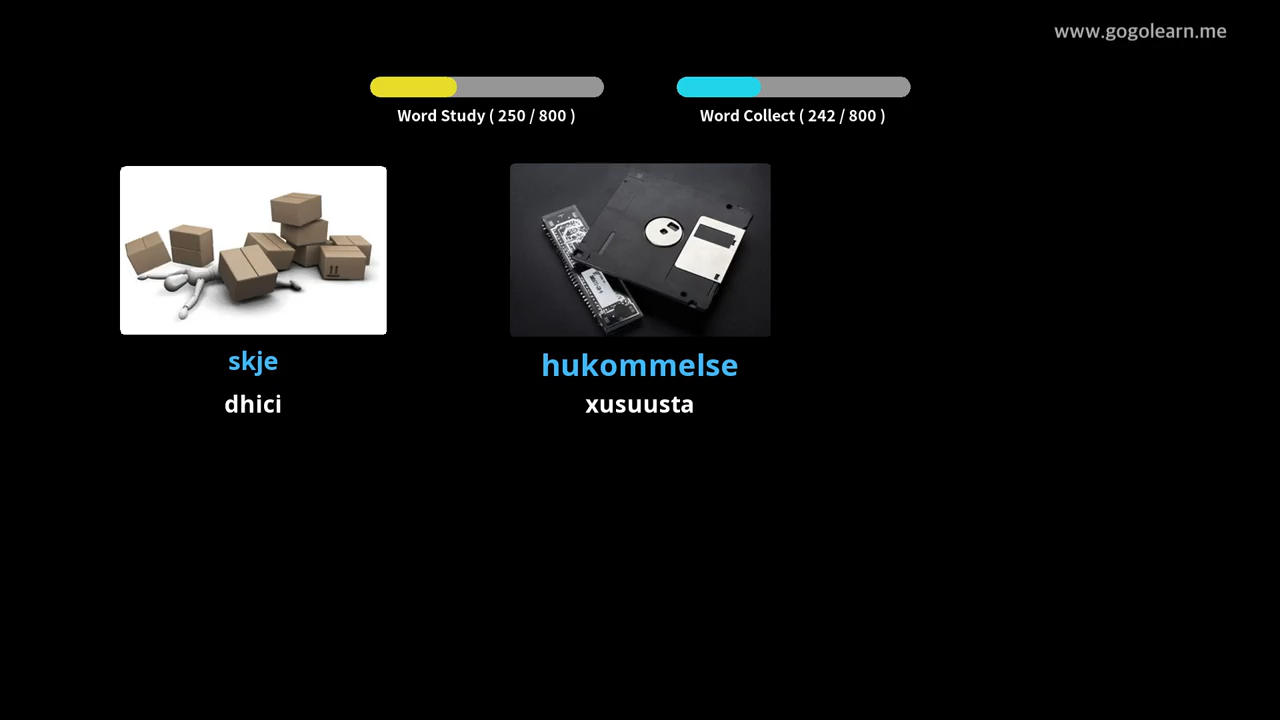 www.gogolearn.me
Word Study ( 250 / 800 )
Word Collect ( 242 / 800 )
skje
dhici
hukommelse
xusuusta